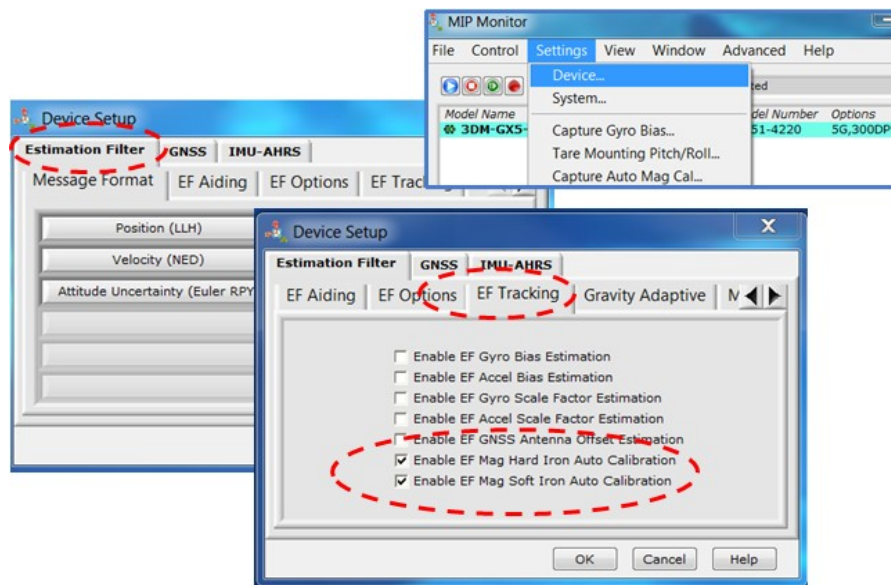 MIP Monitor
File Control Settings View Window Advanced Help
Device...
System...
Capture Gyro Bias...
Tare Mounting Pitch/Roll...
Capture Auto Mag Cal...
Model Name
Model Number Options
3DM-GX5-
51-4220 5G,300DP
Device Setup
Estimation Filter GNSS IMU-AHRS
Message Format EF Aiding EF Options EF Trac
Position (LLH)
Velocity (NED)
Attitude Uncertainty (Euler RPY
Device Setup
Estimation Filter GNSS IMU-AHRS
EF Aiding EF Options EF Tracking Gravity Adaptive M
Enable EF Gyro Bias Estimation
Enable EF Accel Bias Estimation
Enable EF Gyro Scale Factor Estimation
Enable EF Accel Scale Factor Estimation
Enable EF GNSS Antenna Offset Estimation
Enable EF Mag Hard Iron Auto Calibration
Enable EF Mag Soft Iron Auto Calibration
OK Cancel Help